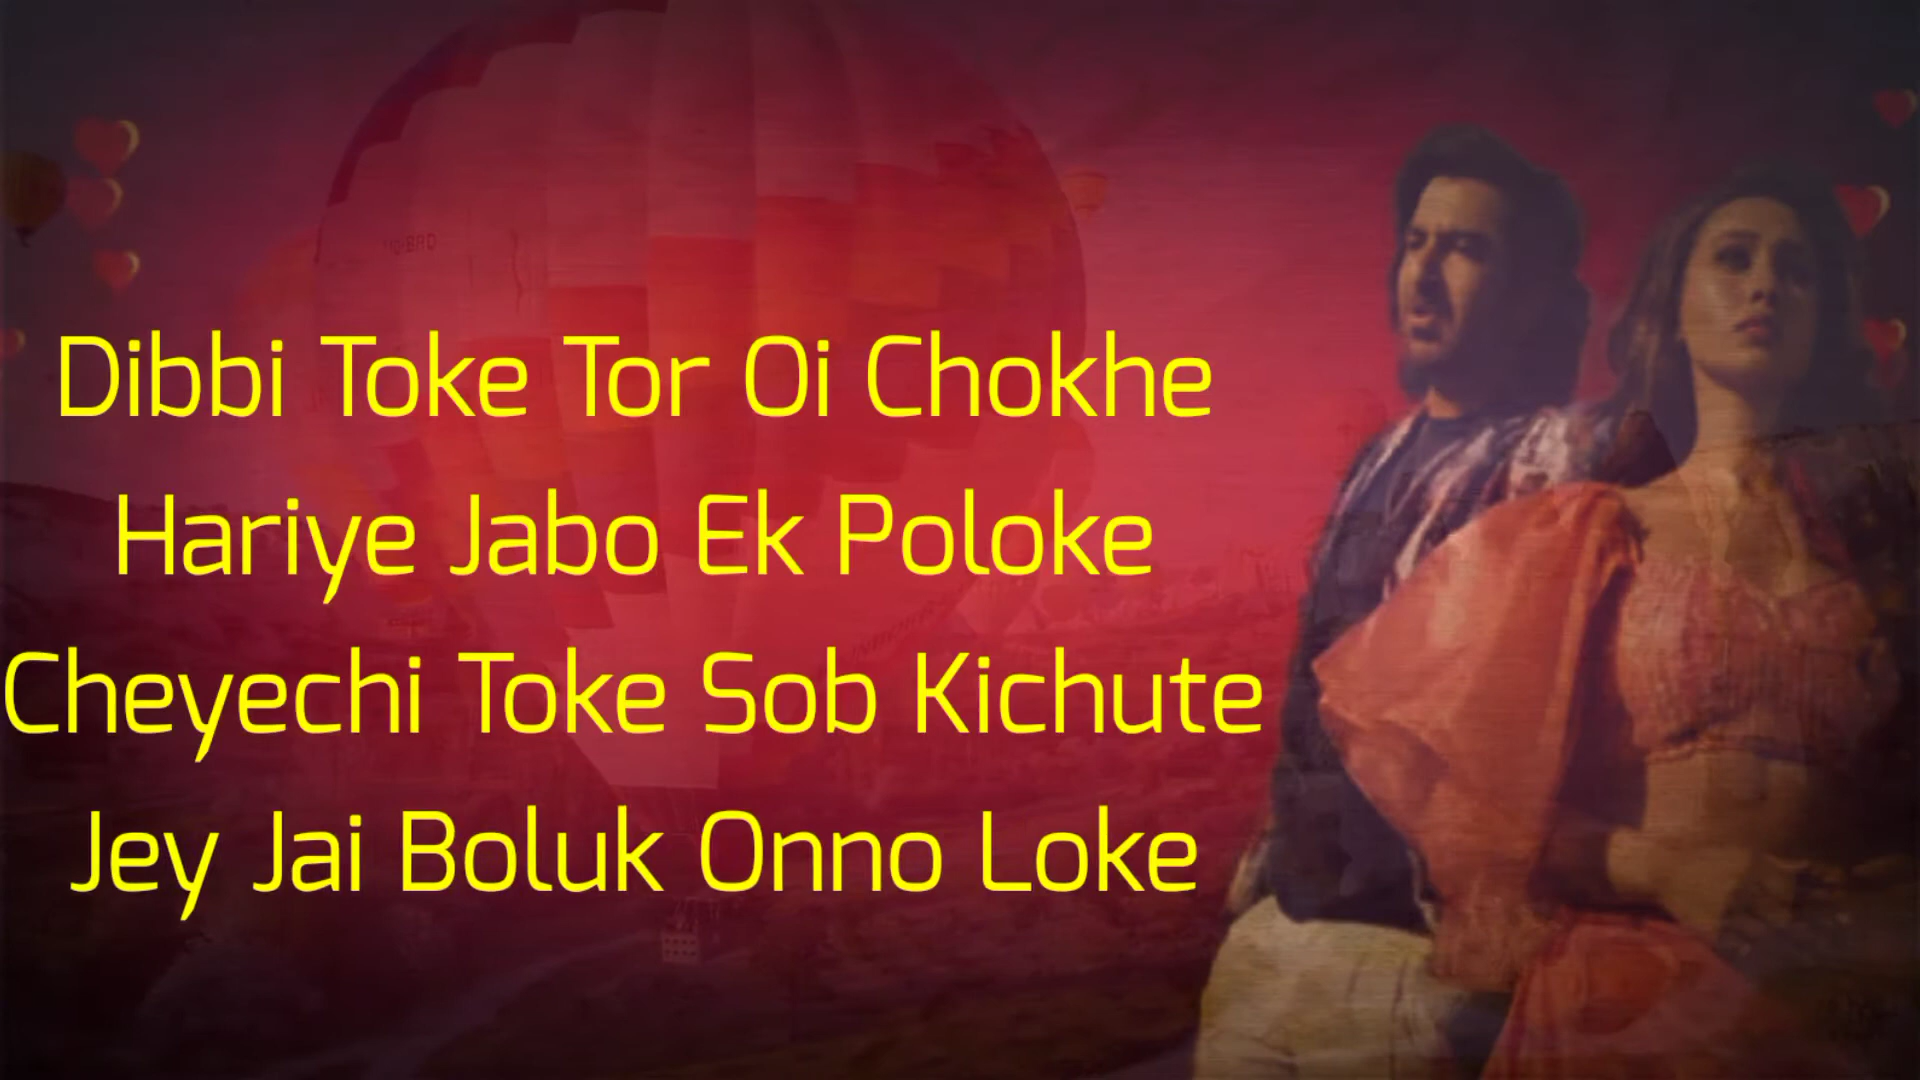 Dibbi Toke Tor Oi Chokhe
Hariye Jabo Ek Poloke
Cheyechi Toke Sob Kichute
Jey Jai Boluk Onno Loke